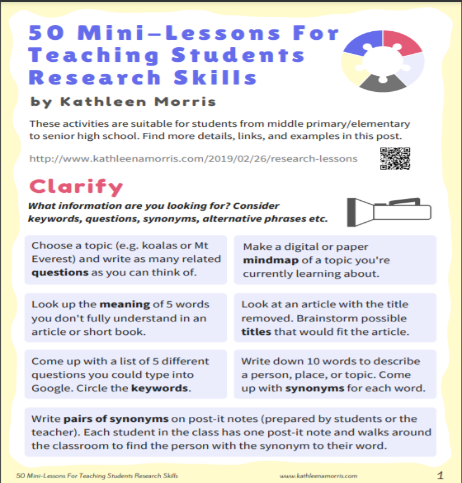 50 Mini-Lessons For
Teaching Students
Research Skills
by Kathleen Morris
These activities are suitable for students from middle primary/elementary
to senior high school. Find more details, links, and examples in this post.
http://www.kathleenamorris.com/2019/02/26/research-lessons
Clarify
What information are you looking for? Consider
keywords, questions, synonyms, alternative phrases etc.
Choose a topic (e.g. koalas or Mt
Everest) and write as many related
questions as you can think of.
Make a digital or paper
mindmap of a topic you're
currently learning about.
Look up the meaning of 5 words
you don't fully understand in an
article or short book.
Look at an article with the title
removed. Brainstorm possible
titles that would fit the article.
Come up with a list of 5 different
questions you could type into
Google. Circle the keywords.
Write down 10 words to describe
a person, place, or topic. Come
up with synonyms for each word.
Write pairs of synonyms on post-it notes (prepared by students or the
teacher). Each student in the class has one post-it note and walks around
the classroom to find the person with the synonym to their word.
50 Mini-Lessons For Teaching Students Research Skills
www.kathleenamorris.com
1